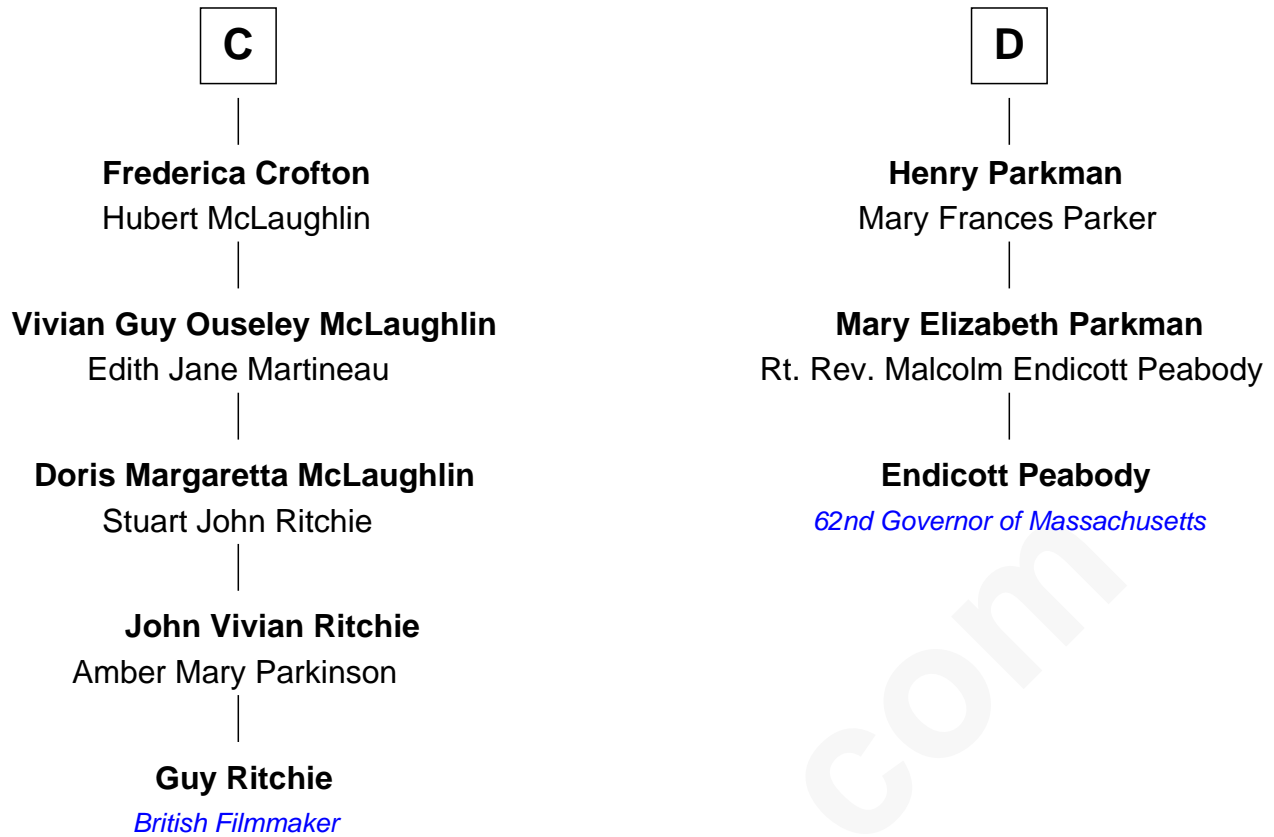 C
Frederica Crofton
Hubert McLaughlin
Vivian Guy Ouseley McLaughlin
Edith Jane Martineau
Doris Margaretta McLaughlin
Stuart John Ritchie
John Vivian Ritchie
Amber Mary Parkinson
Guy Ritchie
British Filmmaker
D
Henry Parkman
Mary Frances Parker
Mary Elizabeth Parkman
Rt. Rev. Malcolm Endicott Peabody
Endicott Peabody
62nd Governor of Massachusetts
com